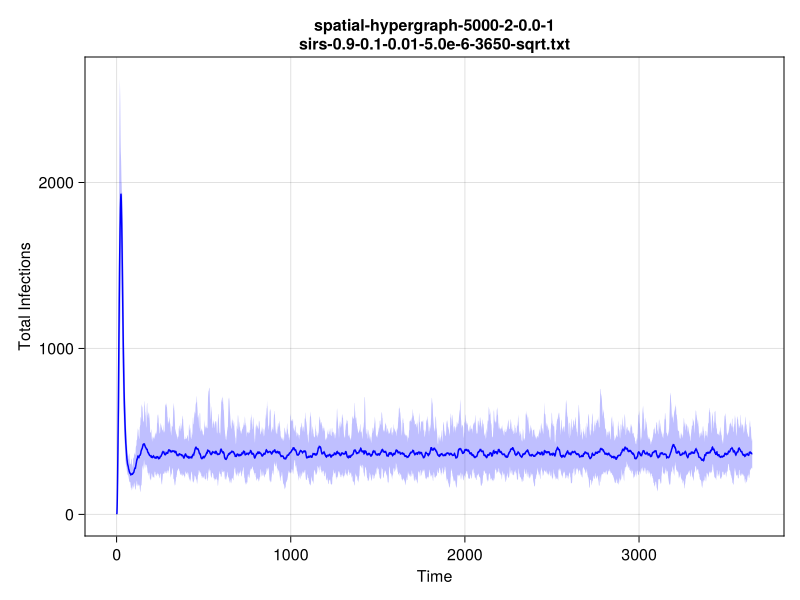 spatial-hypergraph-5000-2-0.0-1
sirs-0.9-0.1-0.01-5.0e-6-3650-sqrt.txt
Total Infections
2000
1000
0
0 1000 2000 3000
Time